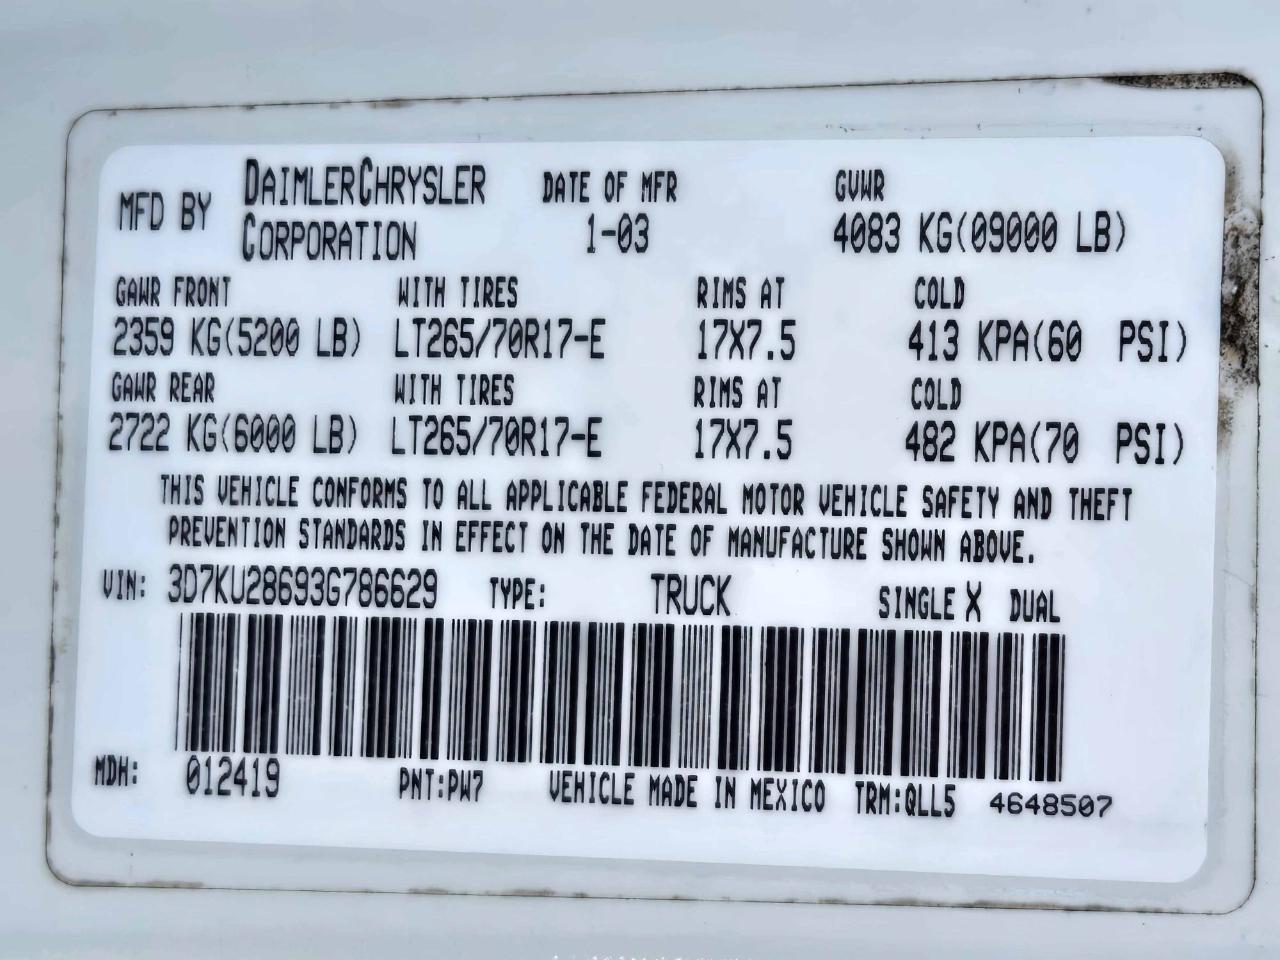 MFD BY DAIMLERCHRYSLER CORPORATION DATE OF MFR 1-03 GVWR 4083 KG(09000 LB)
GAWR FRONT WITH TIRES RIMS AT COLD
2359 KG(5200 LB) LT265/70R17-E 17X7.5 413 KPA(60 PSI)
GAWR REAR WITH TIRES RIMS AT COLD
2722 KG(6000 LB) LT265/70R17-E 17X7.5 482 KPA(70 PSI)
THIS VEHICLE CONFORMS TO ALL APPLICABLE FEDERAL MOTOR VEHICLE SAFETY AND THEFT
PREVENTION STANDARDS IN EFFECT ON THE DATE OF MANUFACTURE SHOWN ABOVE.
VIN: 3D7KU28693G786629 TYPE: TRUCK SINGLE X DUAL
MDH: 012419 PNT:PW7 VEHICLE MADE IN MEXICO TRM:QLL5 4648507